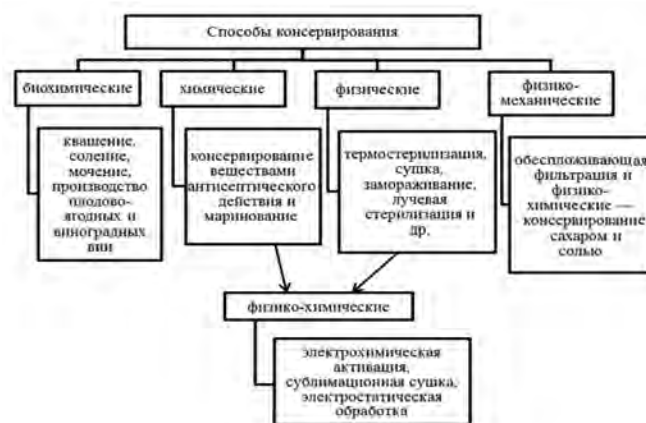 Способы консервирования
биохимические
химические
физические
физико-
механические
квашение,
соление,
мочение,
производство
плодово-
ягодных и
виноградных
вин
консервирование
веществами
антисептического
действия и
маринование
термостерилизация,
сушка,
замораживание,
лучевая
стерилизация и
др.
обеспложивающая
фильтрация и
физико-
химические —
консервирование
сахаром и
солью
физико-химические
электрохимическая
активация,
сублимационная сушка,
электростатическая
обработка